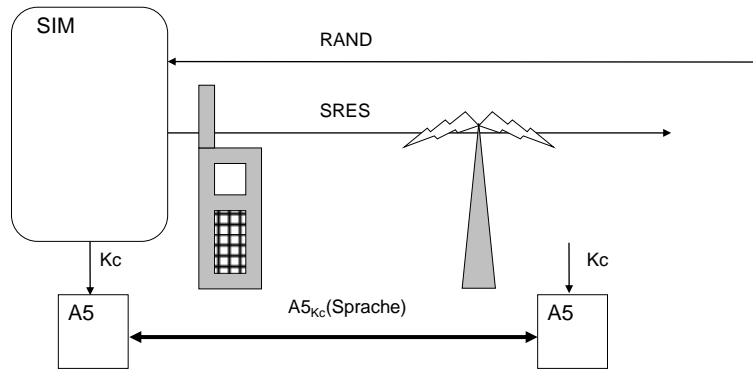 SIM
RAND
SRES
Kc
Kc
A5
A5Kc(Sprache)
A5